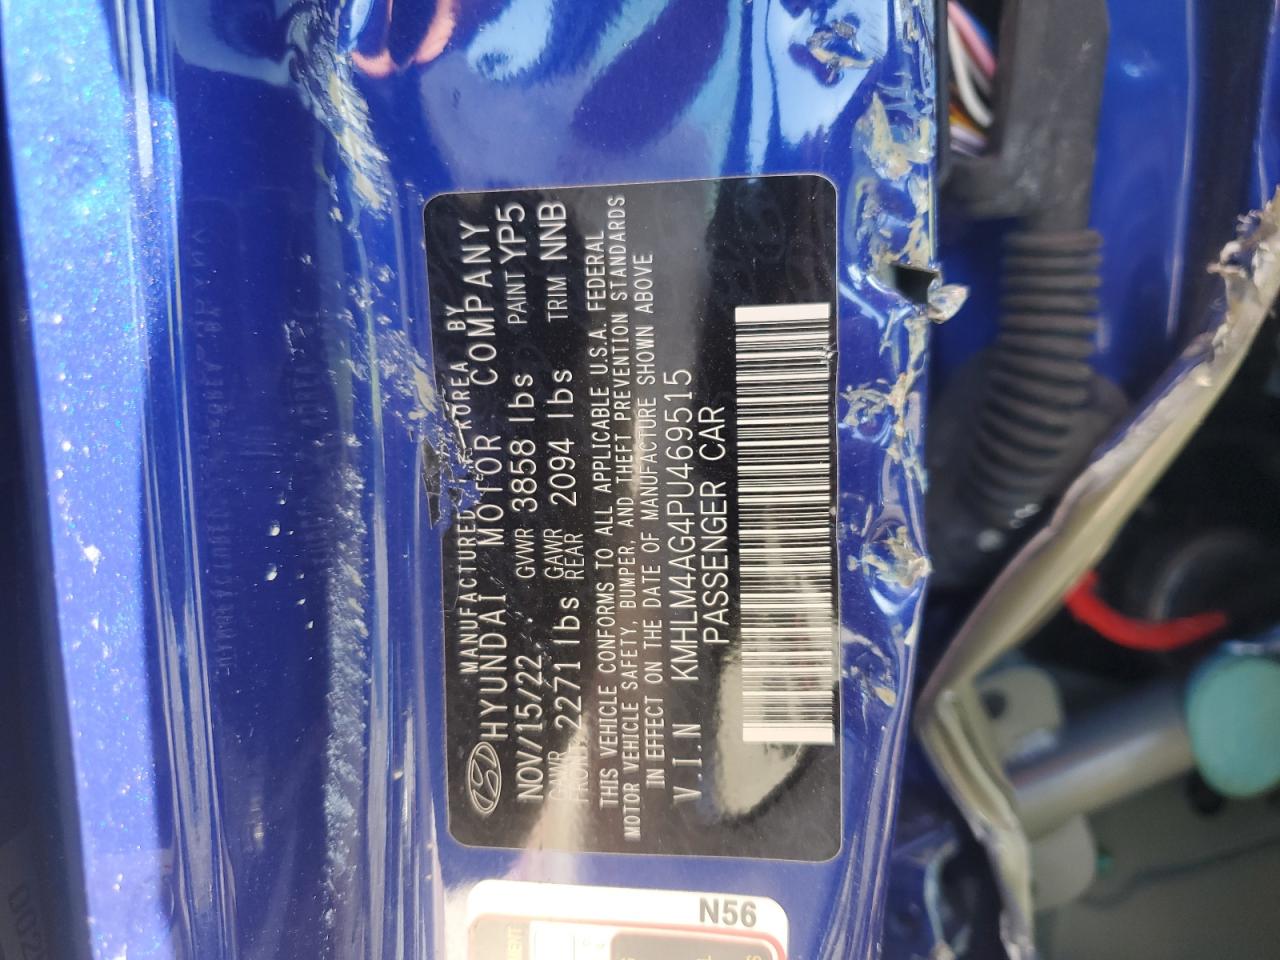 MANUFACTURED KOREA BY
HYUNDAI MOTOR COMPANY
NOV/15/22 GVWR 3858 lbs PAINT YP5
GAWR FRONT 2271 lbs GAWR REAR 2094 lbs TRIM NNB
THIS VEHICLE CONFORMS TO ALL APPLICABLE U.S.A. FEDERAL
MOTOR VEHICLE SAFETY, BUMPER, AND THEFT PREVENTION STANDARDS
IN EFFECT ON THE DATE OF MANUFACTURE SHOWN ABOVE
V.I.N KMHLM4AG4PU469515
PASSENGER CAR
N56